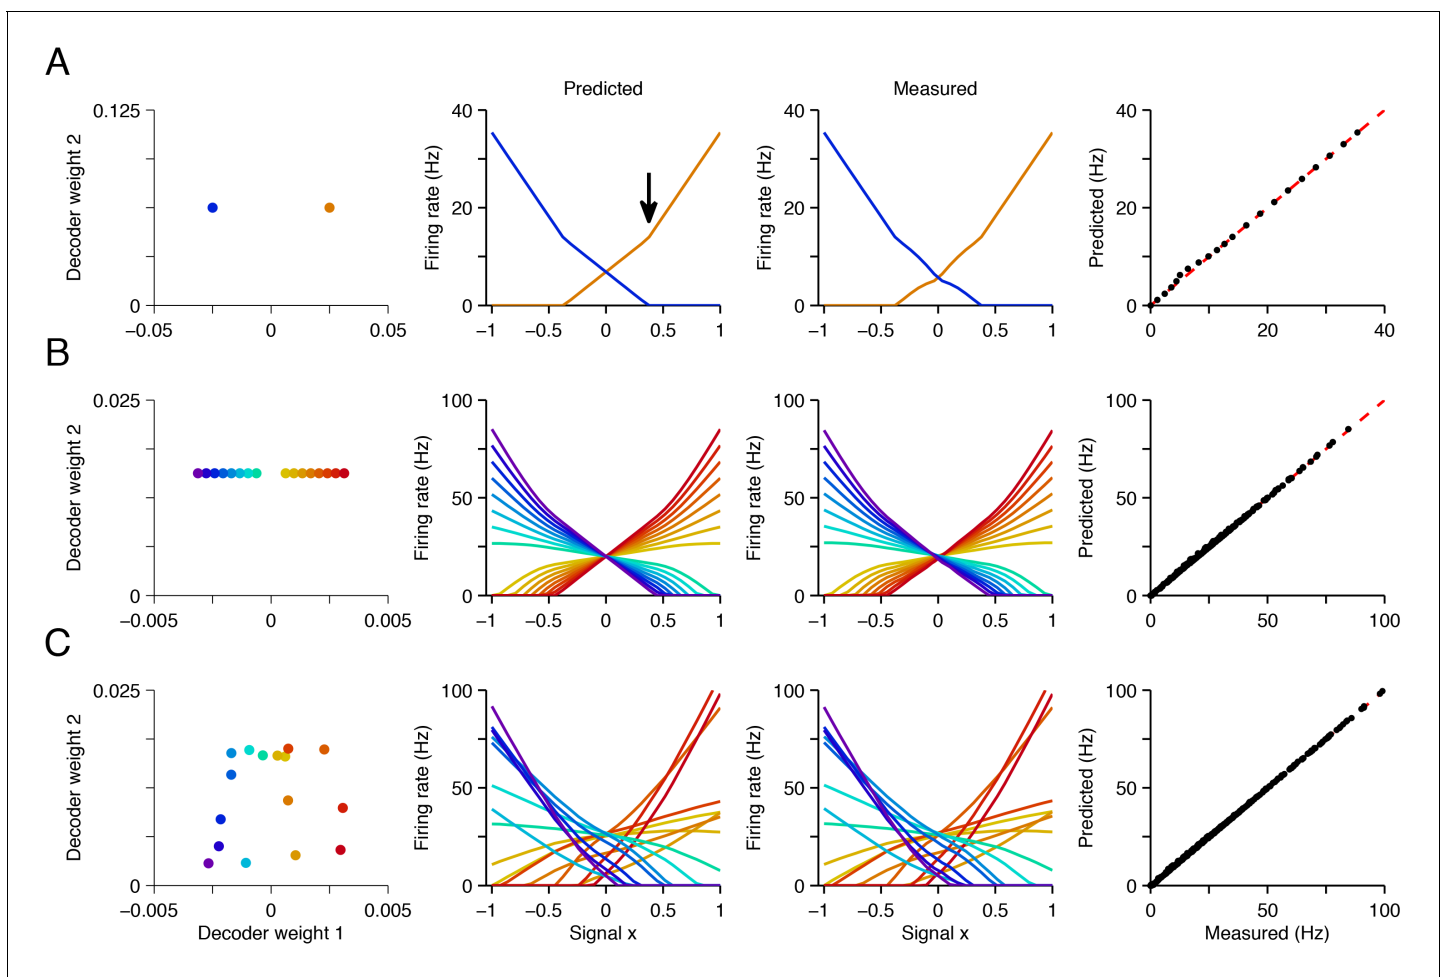 A
Predicted
Measured
0.125
0
−0.05 0 0.05
Decoder weight 2
40
20
0
−1 −0.5 0 0.5 1
Firing rate (Hz)
40
20
0
−1 −0.5 0 0.5 1
Firing rate (Hz)
40
20
0
0 20 40
Predicted (Hz)
B
0.025
0
−0.005 0 0.005
Decoder weight 2
100
50
0
−1 −0.5 0 0.5 1
Firing rate (Hz)
100
50
0
−1 −0.5 0 0.5 1
Firing rate (Hz)
100
50
0
0 50 100
Predicted (Hz)
C
0.025
0
−0.005 0 0.005
Decoder weight 2
Decoder weight 1
100
50
0
−1 −0.5 0 0.5 1
Firing rate (Hz)
Signal x
100
50
0
−1 −0.5 0 0.5 1
Firing rate (Hz)
Signal x
100
50
0
0 50 100
Predicted (Hz)
Measured (Hz)